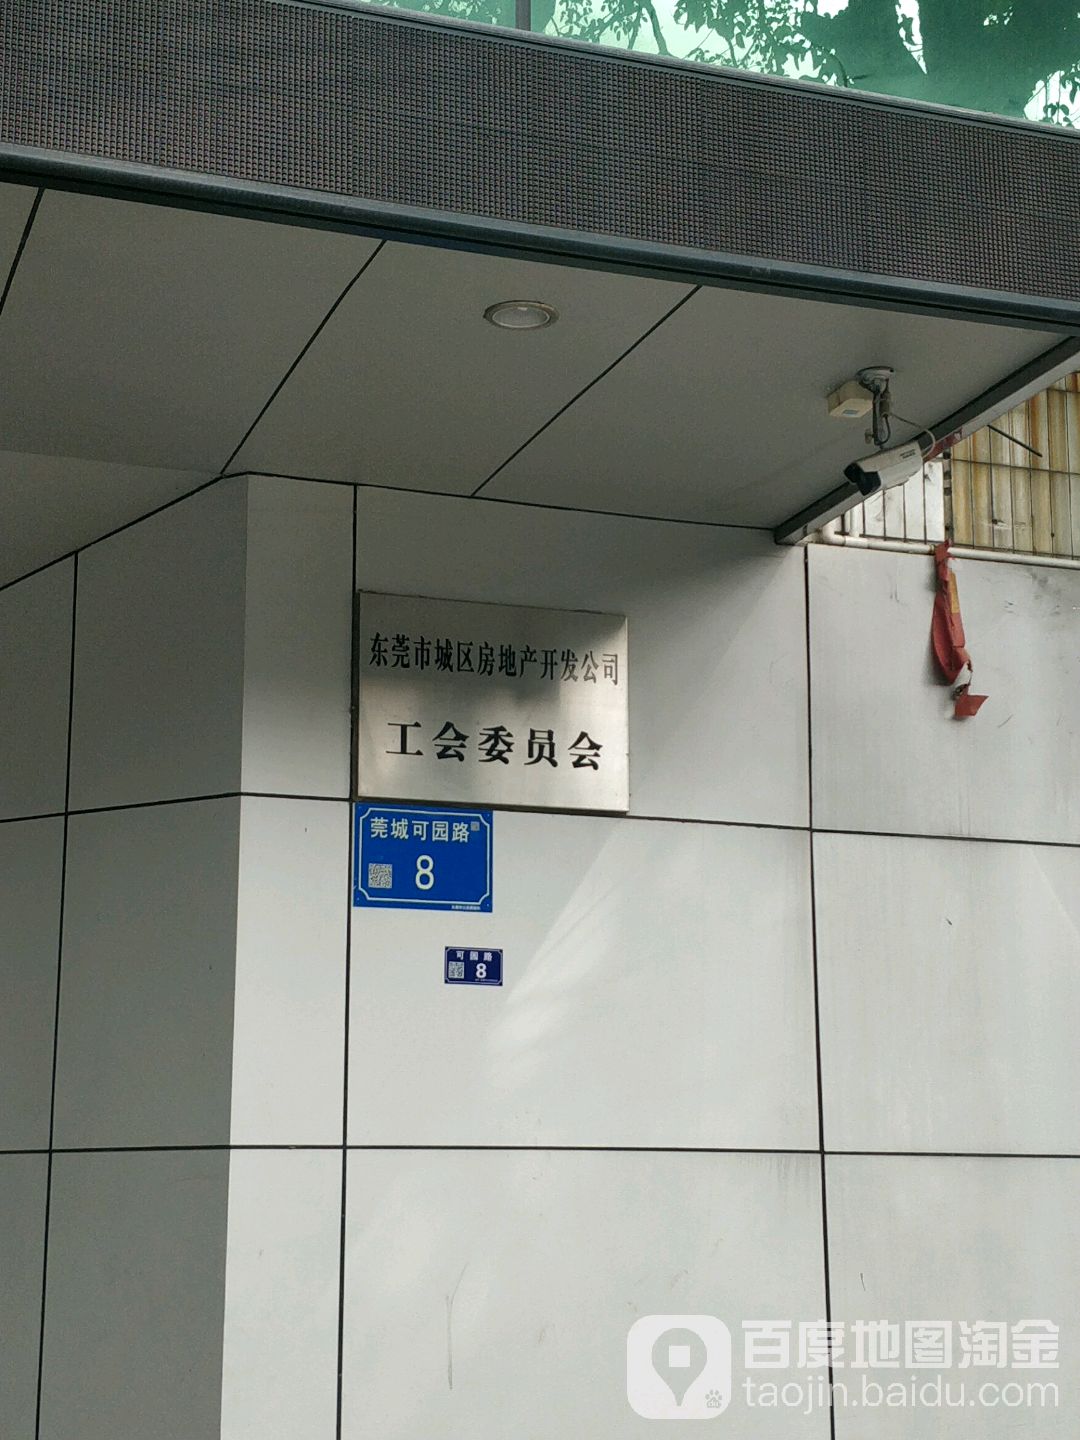 东莞市城区房地产开发公司
工会委员会
莞城可园路
8
可园路
8
百度地图淘金
taojin.baidu.com